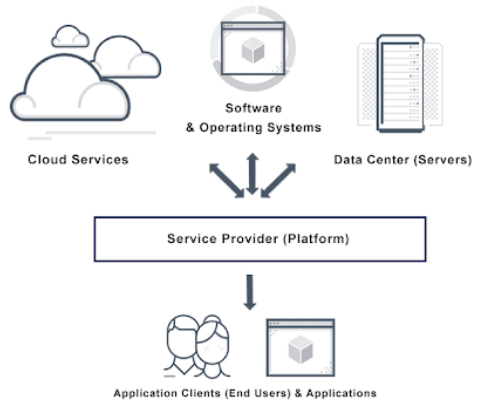 Software
& Operating Systems
Cloud Services
Data Center (Servers)
Service Provider (Platform)
Application Clients (End Users) & Applications